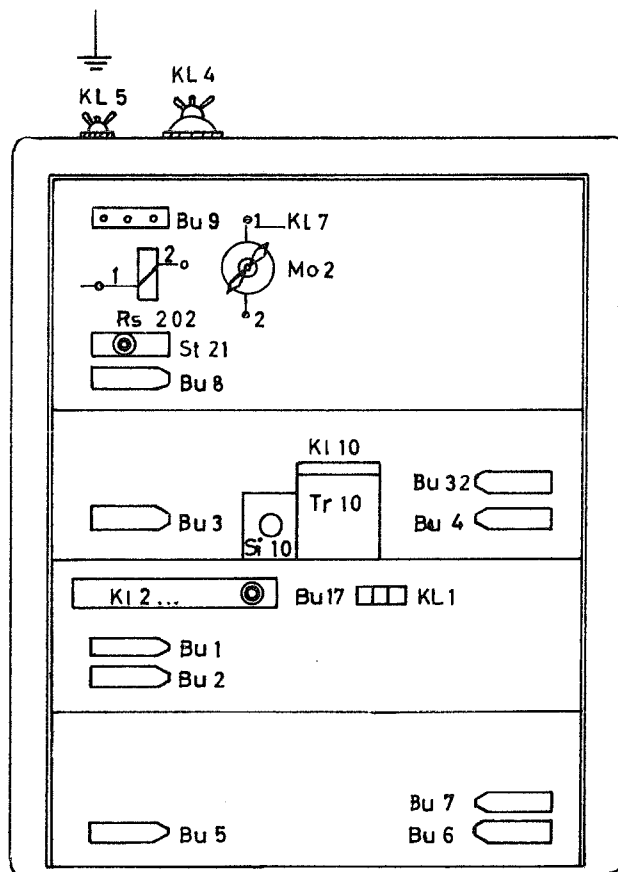 KL 4
KL 5
Bu 9
1 Kl 7
1 2
Mo 2
Rs 202
2
St 21
Bu 8
Kl 10
Bu 32
Tr 10
Bu 3
Bu 4
Si 10
Kl 2... Bu 17 KL 1
Bu 1
Bu 2
Bu 7
Bu 5
Bu 6